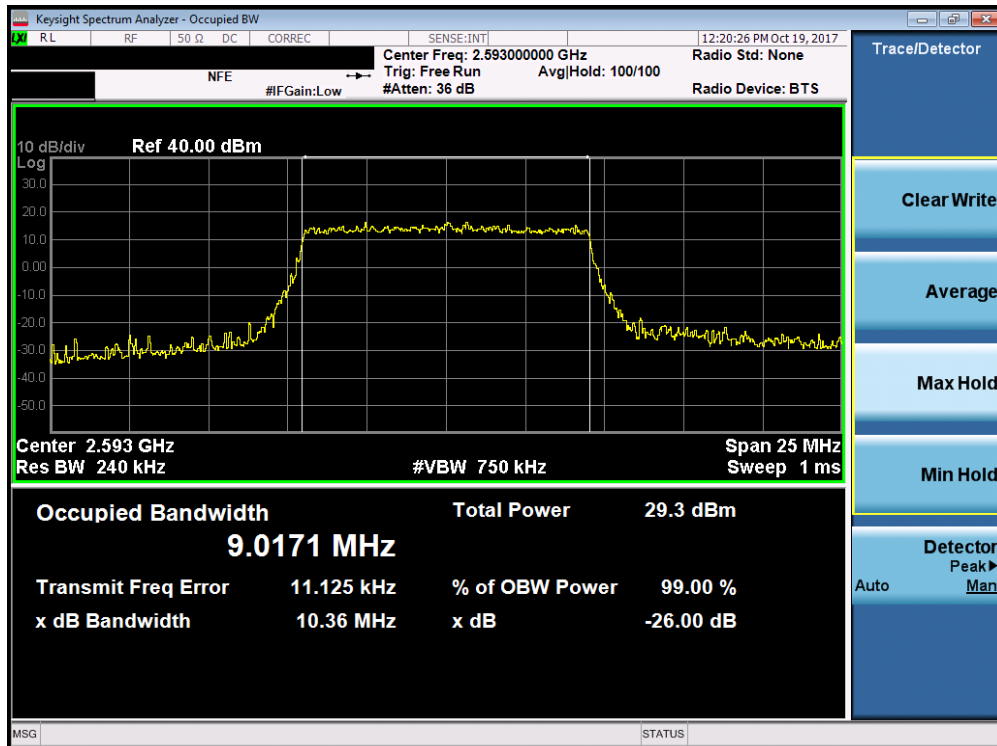 Keysight Spectrum Analyzer - Occupied BW
LXI RL RF 50 Ω DC CORREC SENSE:INT 12:20:26 PM Oct 19, 2017
Center Freq: 2.593000000 GHz Radio Std: None
NFE Trig: Free Run Avg|Hold: 100/100
#IFGain:Low #Atten: 36 dB Radio Device: BTS
10 dB/div Ref 40.00 dBm
Log
30.0
20.0
10.0
0.00
-10.0
-20.0
-30.0
-40.0
-50.0
Center 2.593 GHz Span 25 MHz
Res BW 240 kHz #VBW 750 kHz Sweep 1 ms
Occupied Bandwidth Total Power 29.3 dBm
9.0171 MHz
Transmit Freq Error 11.125 kHz % of OBW Power 99.00 %
x dB Bandwidth 10.36 MHz x dB -26.00 dB
Trace/Detector
Clear Write
Average
Max Hold
Min Hold
Detector
Peak▶
Auto Man
MSG STATUS